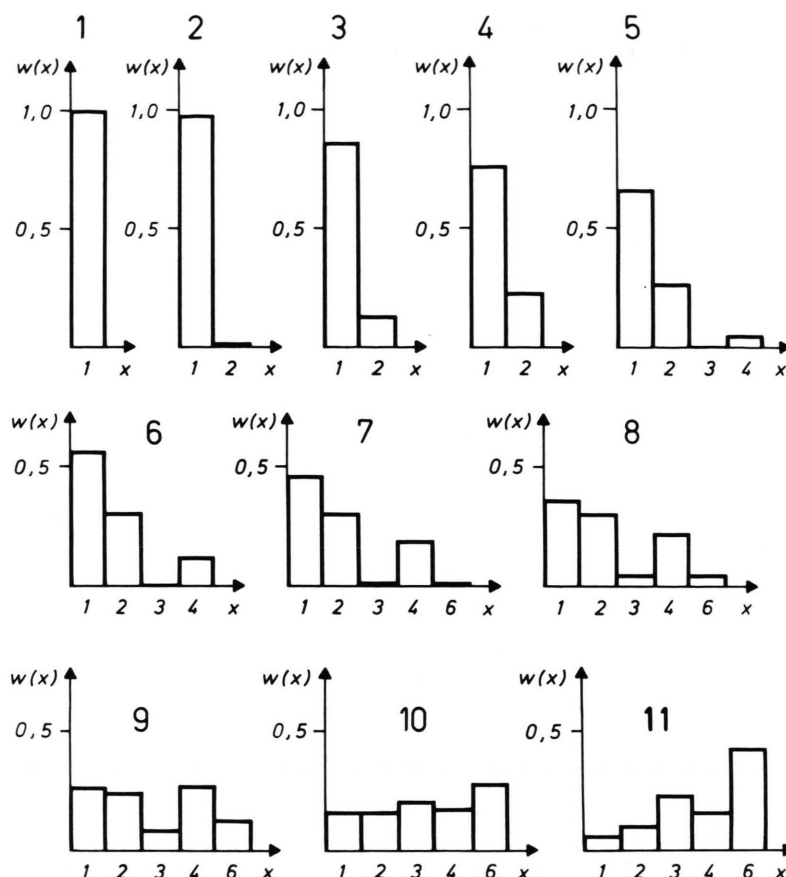 1 2 3 4 5
w(x) w(x) w(x) w(x) w(x)
1,0 1,0 1,0 1,0 1,0
0,5 0,5 0,5 0,5 0,5
1 x 1 2 x 1 2 x 1 2 x 1 2 3 4 x
6 7 8
w(x) w(x) w(x)
0,5 0,5 0,5
1 2 3 4 x 1 2 3 4 6 x 1 2 3 4 6 x
w(x) w(x) w(x)
9 10 11
0,5 0,5 0,5
1 2 3 4 6 x 1 2 3 4 6 x 1 2 3 4 6 x